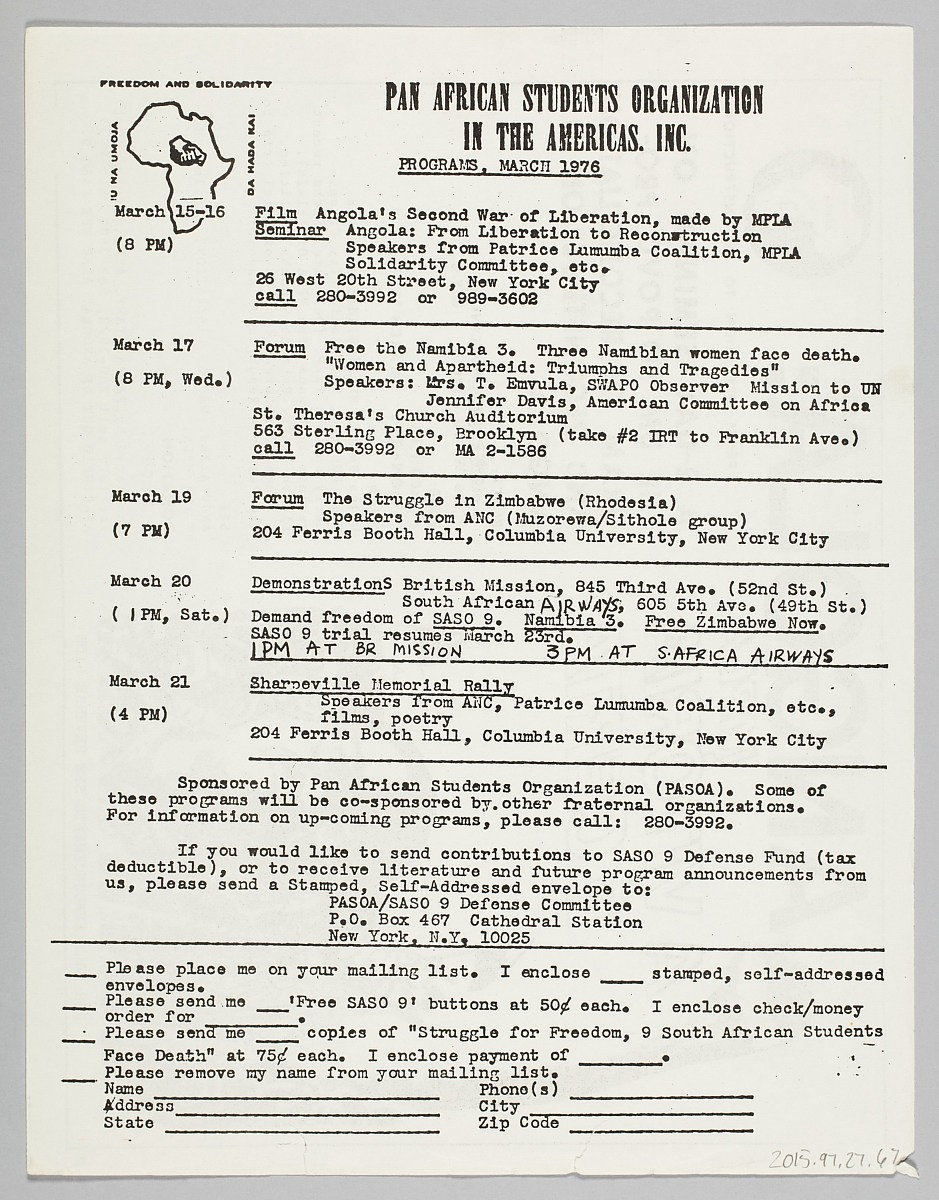 FREEDOM AND SOLIDARITY
'U NA UMOJA
DA HADA KAI
PAN AFRICAN STUDENTS ORGANIZATION
IN THE AMERICAS. INC.
PROGRAMS, MARCH 1976
March 15-16 Film Angola's Second War of Liberation, made by MPLA
(8 PM) Seminar Angola: From Liberation to Reconstruction
Speakers from Patrice Lumumba Coalition, MPLA
Solidarity Committee, etc.
26 West 20th Street, New York City
call 280-3992 or 989-3602
March 17 Forum Free the Namibia 3. Three Namibian women face death.
"Women and Apartheid: Triumphs and Tragedies"
(8 PM, Wed.) Speakers: Mrs. T. Emvula, SWAPO Observer Mission to UN
Jennifer Davis, American Committee on Africa
St. Theresa's Church Auditorium
563 Sterling Place, Brooklyn (take #2 IRT to Franklin Ave.)
call 280-3992 or MA 2-1586
March 19 Forum The Struggle in Zimbabwe (Rhodesia)
Speakers from ANC (Muzorewa/Sithole group)
(7 PM) 204 Ferris Booth Hall, Columbia University, New York City
March 20 DemonstrationS British Mission, 845 Third Ave. (52nd St.)
South African AIRWAYS, 605 5th Ave. (49th St.)
( 1PM, Sat.) Demand freedom of SASO 9. Namibia 3. Free Zimbabwe Now.
SASO 9 trial resumes March 23rd.
1PM AT BR MISSION 3PM AT S.AFRICA AIRWAYS
March 21 Sharpeville Memorial Rally
Speakers from ANC, Patrice Lumumba Coalition, etc.,
(4 PM) films, poetry
204 Ferris Booth Hall, Columbia University, New York City
Sponsored by Pan African Students Organization (PASOA). Some of
these programs will be co-sponsored by other fraternal organizations.
For information on up-coming programs, please call: 280-3992.
If you would like to send contributions to SASO 9 Defense Fund (tax
deductible), or to receive literature and future program announcements from
us, please send a Stamped, Self-Addressed envelope to:
PASOA/SASO 9 Defense Committee
P.O. Box 467 Cathedral Station
New York, N.Y. 10025
___ Please place me on your mailing list. I enclose ____ stamped, self-addressed
envelopes.
___ Please send me ___'Free SASO 9' buttons at 50¢ each. I enclose check/money
order for ________.
___ Please send me ____ copies of "Struggle for Freedom, 9 South African Students
Face Death" at 75¢ each. I enclose payment of ________.
___ Please remove my name from your mailing list.
Name Phone(s)
Address City
State Zip Code
2015.97.27.67